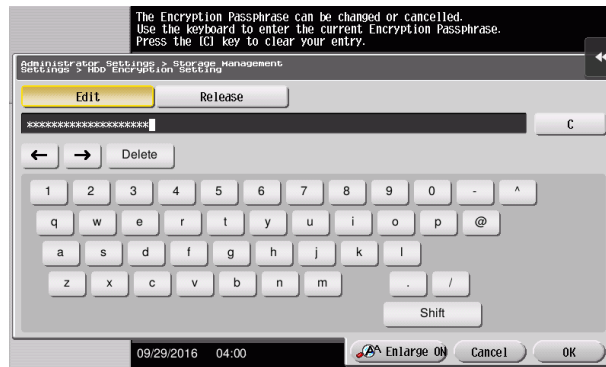 The Encryption Passphrase can be changed or cancelled.
Use the keyboard to enter the current Encryption Passphrase.
Press the [C] key to clear your entry.
Administrator Settings > Storage Management
Settings > HDD Encryption Setting
Edit Release
******************** C
← → Delete
1 2 3 4 5 6 7 8 9 0 - ^
q w e r t y u i o p @
a s d f g h j k l
z x c v b n m . /
Shift
09/29/2016 04:00 Enlarge ON Cancel OK